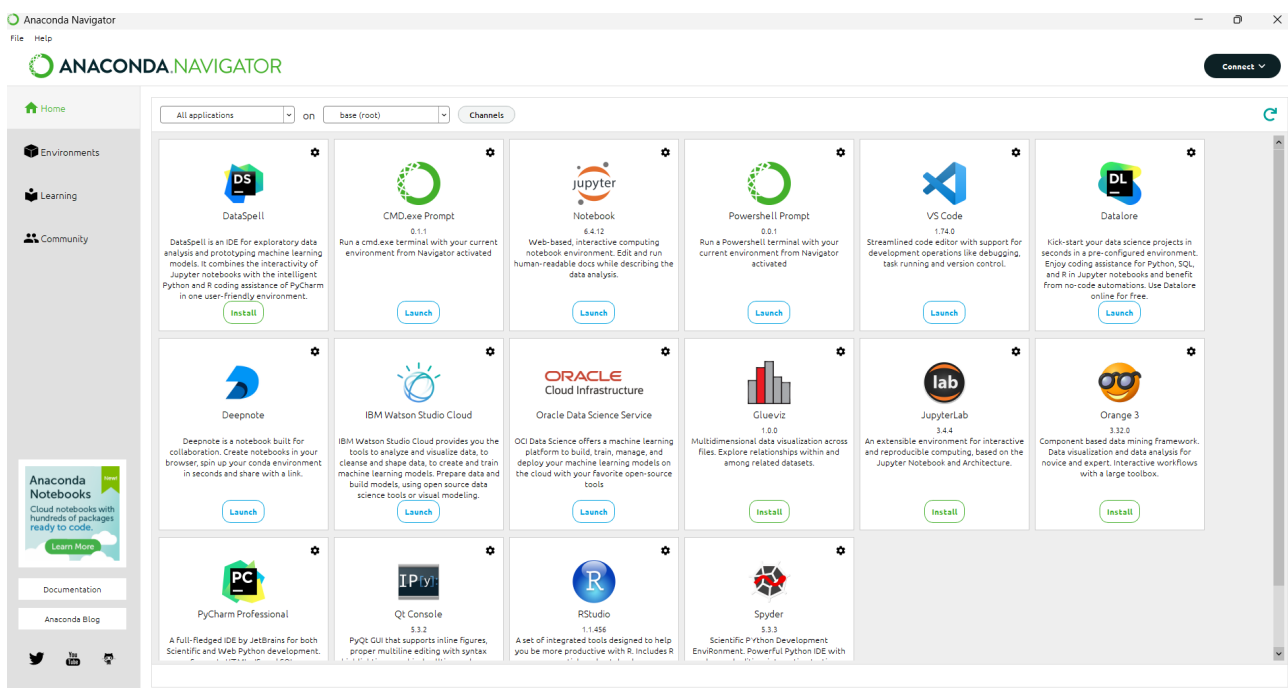 Anaconda Navigator
File Help
ANACONDA.NAVIGATOR
Connect
Home
All applications on base (root) Channels
Environments
Learning
Community
DS
DataSpell
DataSpell is an IDE for exploratory data
analysis and prototyping machine learning
models. It combines the interactivity of
Jupyter notebooks with the intelligent
Python and R coding assistance of PyCharm
in one user-friendly environment.
Install
CMD.exe Prompt
0.1.1
Run a cmd.exe terminal with your current
environment from Navigator activated
Launch
jupyter
Notebook
6.4.12
Web-based, interactive computing
notebook environment. Edit and run
human-readable docs while describing the
data analysis.
Launch
Powershell Prompt
0.0.1
Run a Powershell terminal with your
current environment from Navigator
activated
Launch
VS Code
1.74.0
Streamlined code editor with support for
development operations like debugging,
task running and version control.
Launch
DL
Datalore
Kick-start your data science projects in
seconds in a pre-configured environment.
Enjoy coding assistance for Python, SQL,
and R in Jupyter notebooks and benefit
from no-code automations. Use Datalore
online for free.
Launch
Deepnote
Deepnote is a notebook built for
collaboration. Create notebooks in your
browser, spin up your conda environment
in seconds and share with a link.
Launch
IBM Watson Studio Cloud
IBM Watson Studio Cloud provides you the
tools to analyze and visualize data, to
cleanse and shape data, to create and train
machine learning models. Prepare data and
build models, using open source data
science tools or visual modeling.
Launch
ORACLE
Cloud Infrastructure
Oracle Data Science Service
OCI Data Science offers a machine learning
platform to build, train, manage, and
deploy your machine learning models on
the cloud with your favorite open-source
tools
Launch
Glueviz
1.0.0
Multidimensional data visualization across
files. Explore relationships within and
among related datasets.
Install
lab
JupyterLab
3.4.4
An extensible environment for interactive
and reproducible computing, based on the
Jupyter Notebook and Architecture.
Install
Orange 3
3.32.0
Component based data mining framework.
Data visualization and data analysis for
novice and expert. Interactive workflows
with a large toolbox.
Install
PC
PyCharm Professional
A full-fledged IDE by JetBrains for both
Scientific and Web Python development.
IP[y]:
Qt Console
5.3.2
PyQt GUI that supports inline figures,
proper multiline editing with syntax
R
RStudio
1.1.456
A set of integrated tools designed to help
you be more productive with R. Includes R
Spyder
5.3.3
Scientific PYthon Development
EnviRonment. Powerful Python IDE with
Anaconda
Notebooks
New!
Cloud notebooks with
hundreds of packages
ready to code.
Learn More
Documentation
Anaconda Blog
You
Tube